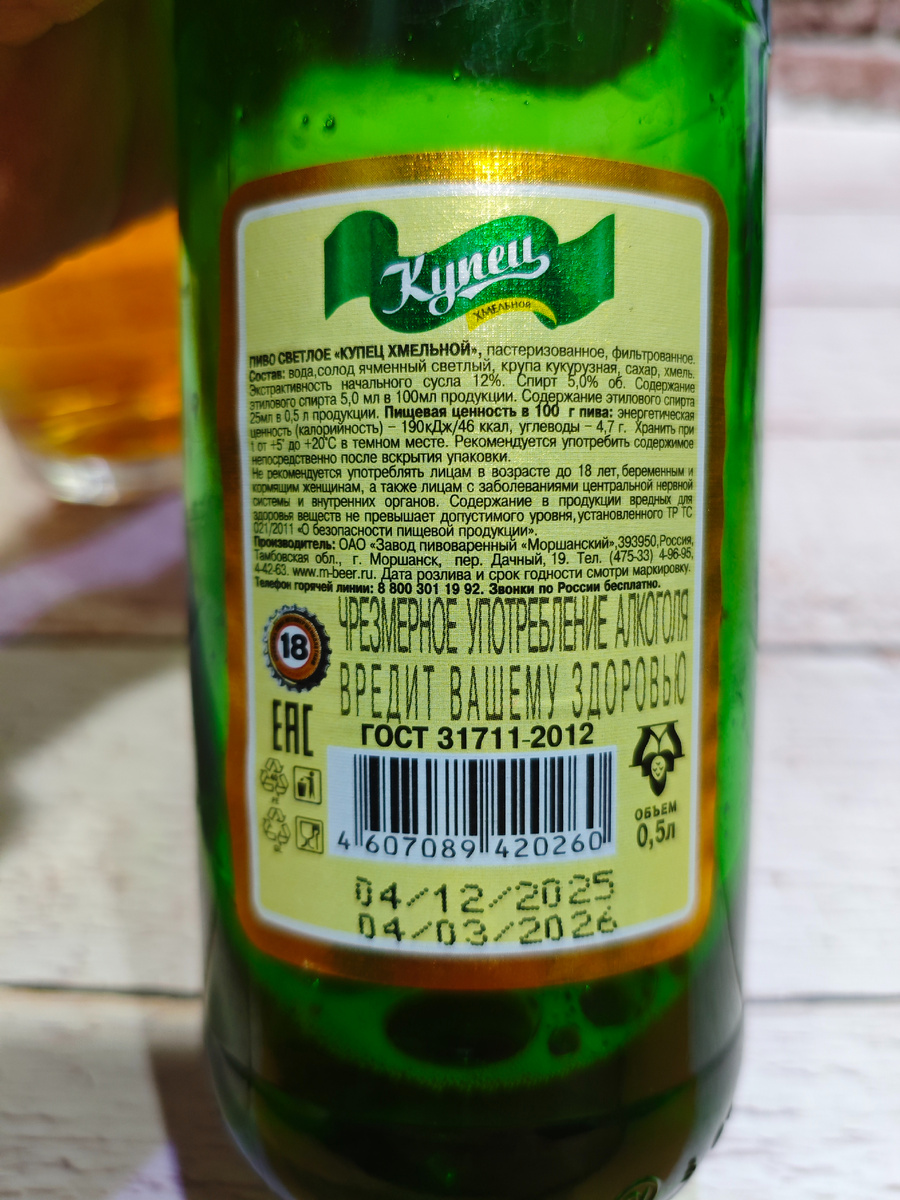 Купец
ХМЕЛЬНОЙ
ПИВО СВЕТЛОЕ «КУПЕЦ ХМЕЛЬНОЙ», пастеризованное, фильтрованное.
Состав: вода,солод ячменный светлый, крупа кукурузная, сахар, хмель.
Экстрактивность начального сусла 12%. Спирт 5,0% об. Содержание
этилового спирта 5,0 мл в 100мл продукции. Содержание этилового спирта
25мл в 0,5 л продукции. Пищевая ценность в 100 г пива: энергетическая
ценность (калорийность) – 190кДж/46 ккал, углеводы – 4,7 г. Хранить при
t от +5˚ до +20˚С в темном месте. Рекомендуется употребить содержимое
непосредственно после вскрытия упаковки.
Не рекомендуется употреблять лицам в возрасте до 18 лет, беременным и
кормящим женщинам, а также лицам с заболеваниями центральной нервной
системы и внутренних органов. Содержание в продукции вредных для
здоровья веществ не превышает допустимого уровня, установленного ТР ТС
021/2011 «О безопасности пищевой продукции».
Производитель: ОАО «Завод пивоваренный «Моршанский»,393950,Россия,
Тамбовская обл., г. Моршанск, пер. Дачный, 19. Тел. (475-33) 4-96-95,
4-42-63. www.m-beer.ru. Дата розлива и срок годности смотри маркировку.
Телефон горячей линии: 8 800 301 19 92. Звонки по России бесплатно.
ЧРЕЗМЕРНОЕ УПОТРЕБЛЕНИЕ АЛКОГОЛЯ
ВРЕДИТ ВАШЕМУ ЗДОРОВЬЮ
18
EAC
ГОСТ 31711-2012
ОБЪЕМ
0,5л
4 607089 420260
04/12/2025
04/03/2026